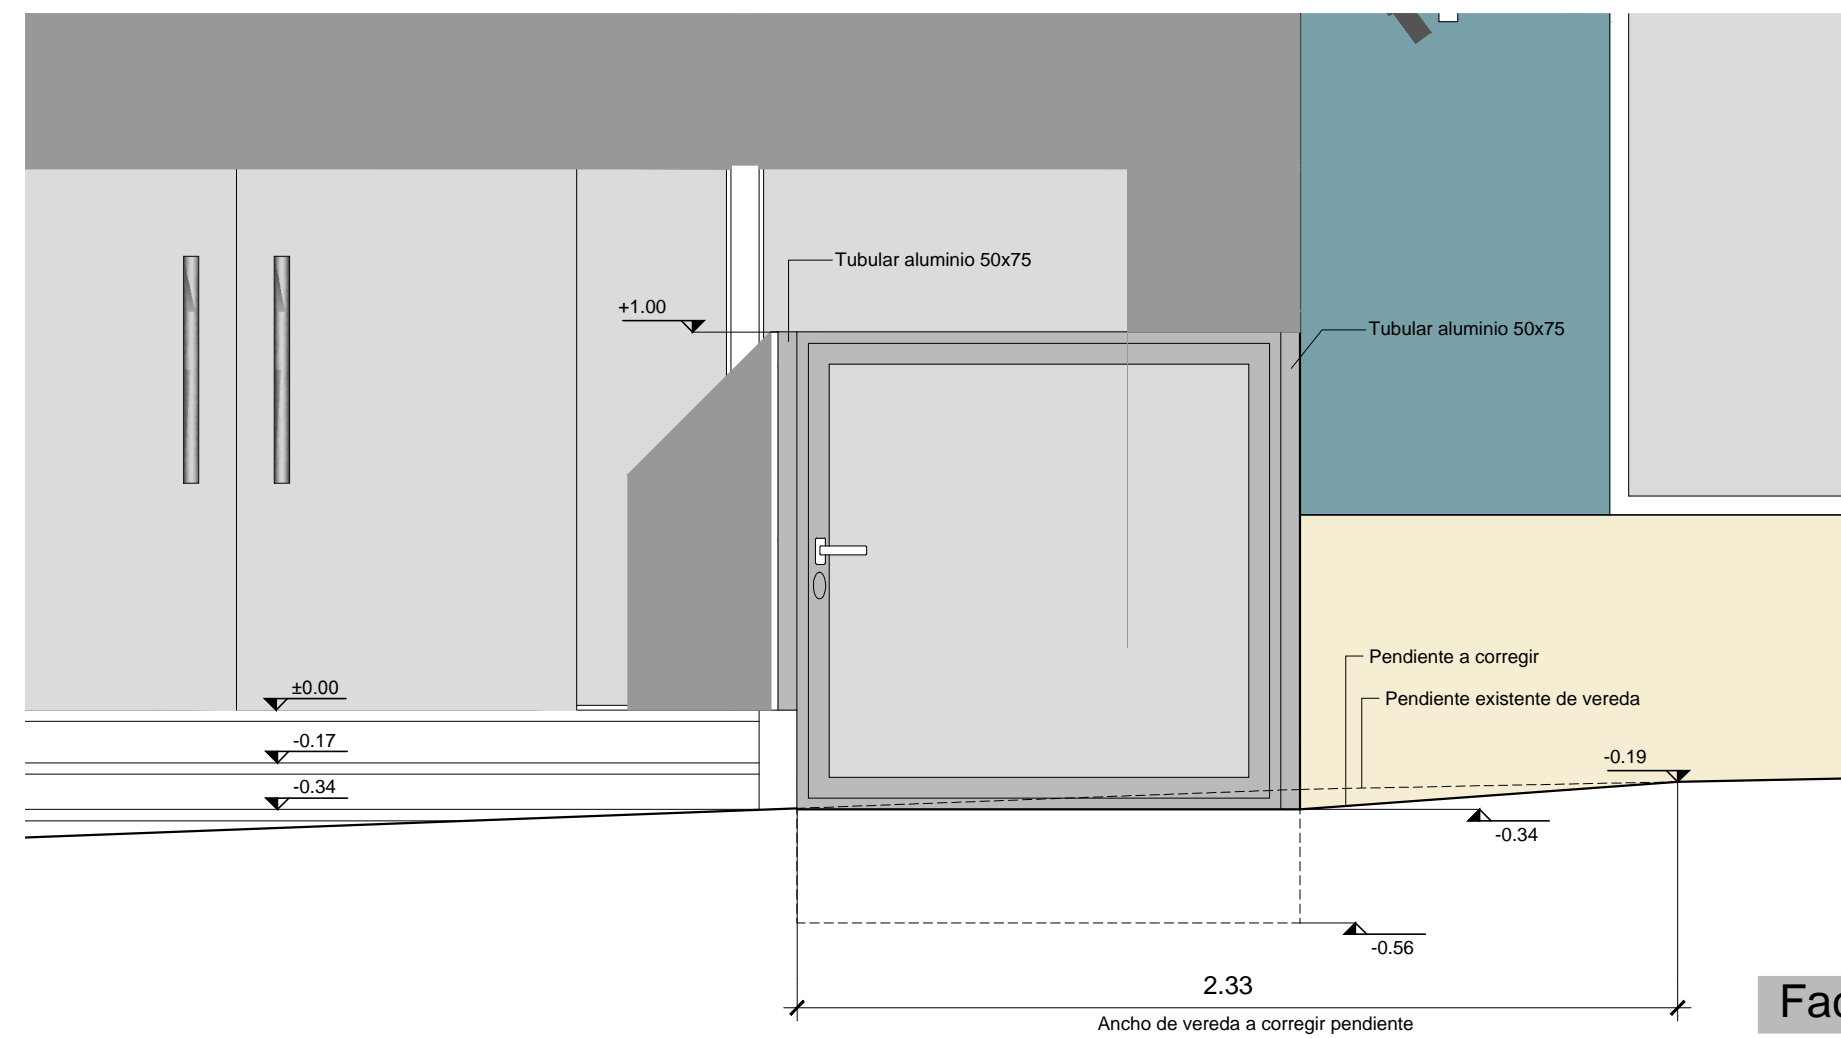 Tubular aluminio 50x75
+1.00
Tubular aluminio 50x75
Pendiente a corregir
±0.00
Pendiente existente de vereda
-0.17
-0.19
-0.34
-0.34
-0.56
2.33
Ancho de vereda a corregir pendiente